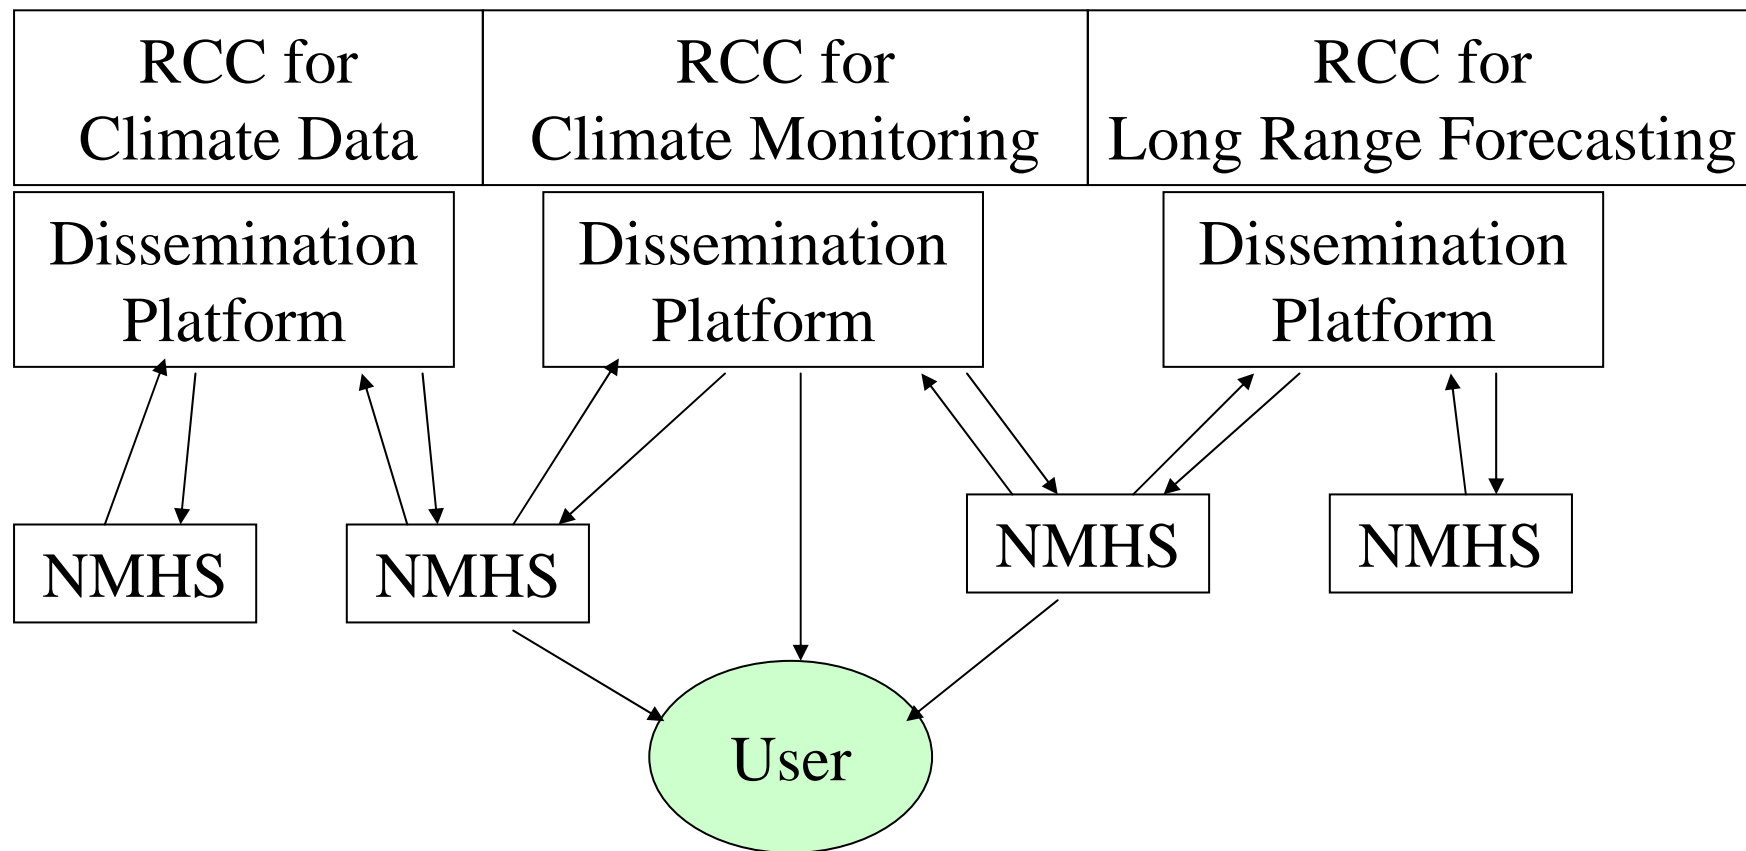 RCC for
Climate Data
RCC for
Climate Monitoring
RCC for
Long Range Forecasting
Dissemination
Platform
Dissemination
Platform
Dissemination
Platform
NMHS
NMHS
NMHS
NMHS
User